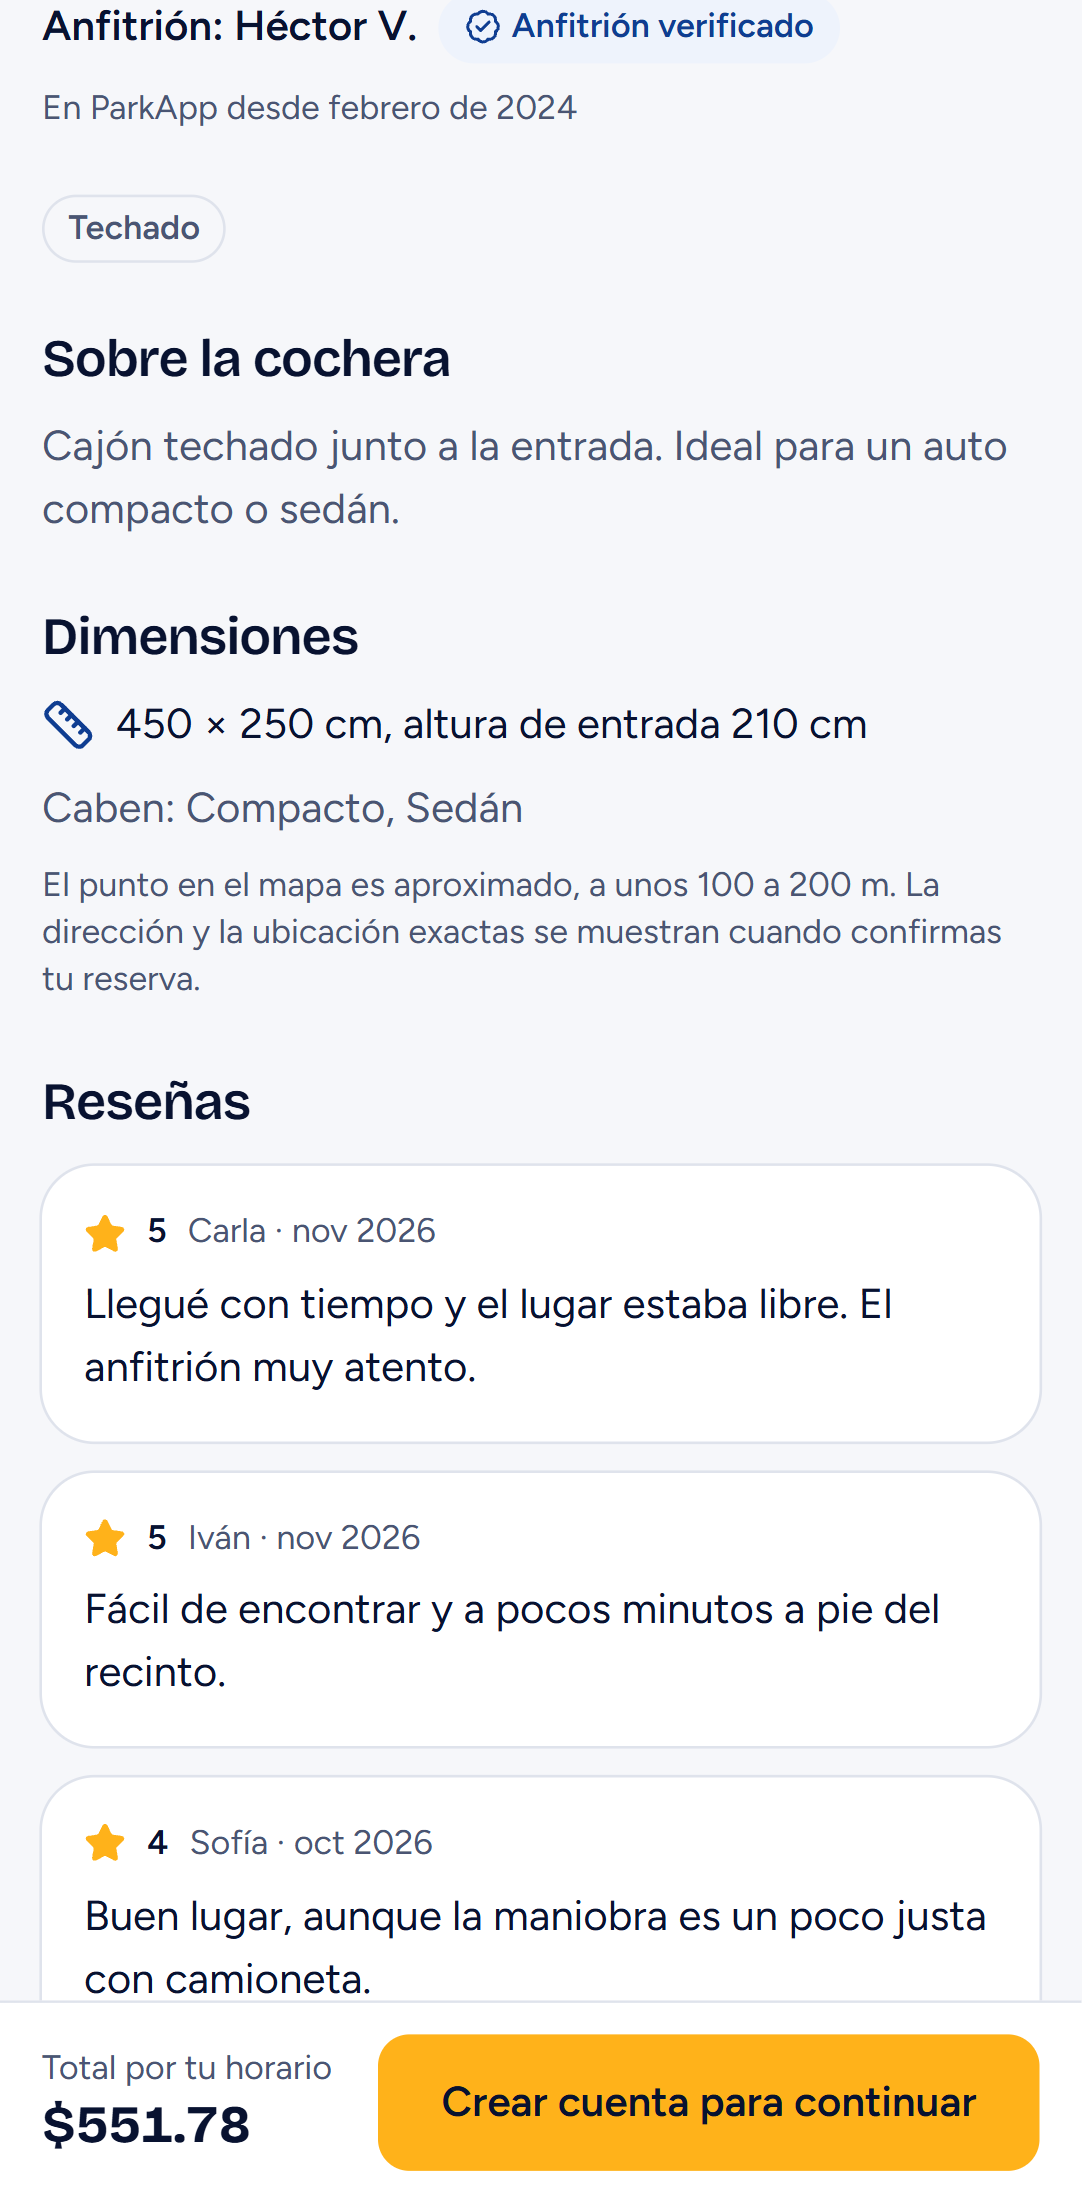 Anfitrión: Héctor V.
Anfitrión verificado
En ParkApp desde febrero de 2024
Techado
Sobre la cochera
Cajón techado junto a la entrada. Ideal para un auto
compacto o sedán.
Dimensiones
450 × 250 cm, altura de entrada 210 cm
Caben: Compacto, Sedán
El punto en el mapa es aproximado, a unos 100 a 200 m. La
dirección y la ubicación exactas se muestran cuando confirmas
tu reserva.
Reseñas
5 Carla · nov 2026
Llegué con tiempo y el lugar estaba libre. El
anfitrión muy atento.
5 Iván · nov 2026
Fácil de encontrar y a pocos minutos a pie del
recinto.
4 Sofía · oct 2026
Buen lugar, aunque la maniobra es un poco justa
con camioneta.
Total por tu horario
$551.78
Crear cuenta para continuar